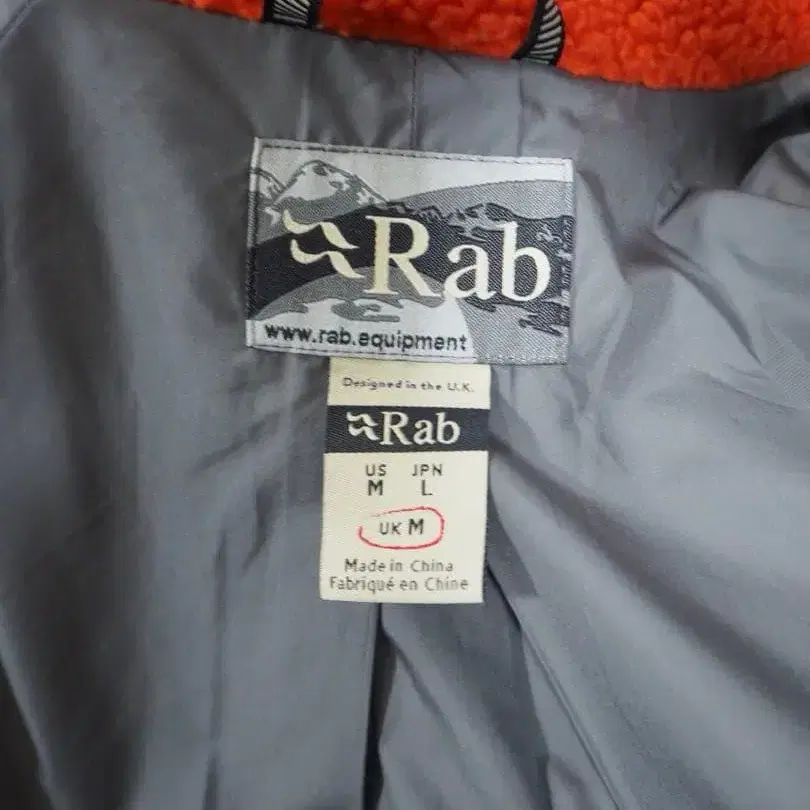 Rab
www.rab.equipment
Designed in the U.K.
Rab
US JPN
M L
UK M
Made in China
Fabriqué en Chine